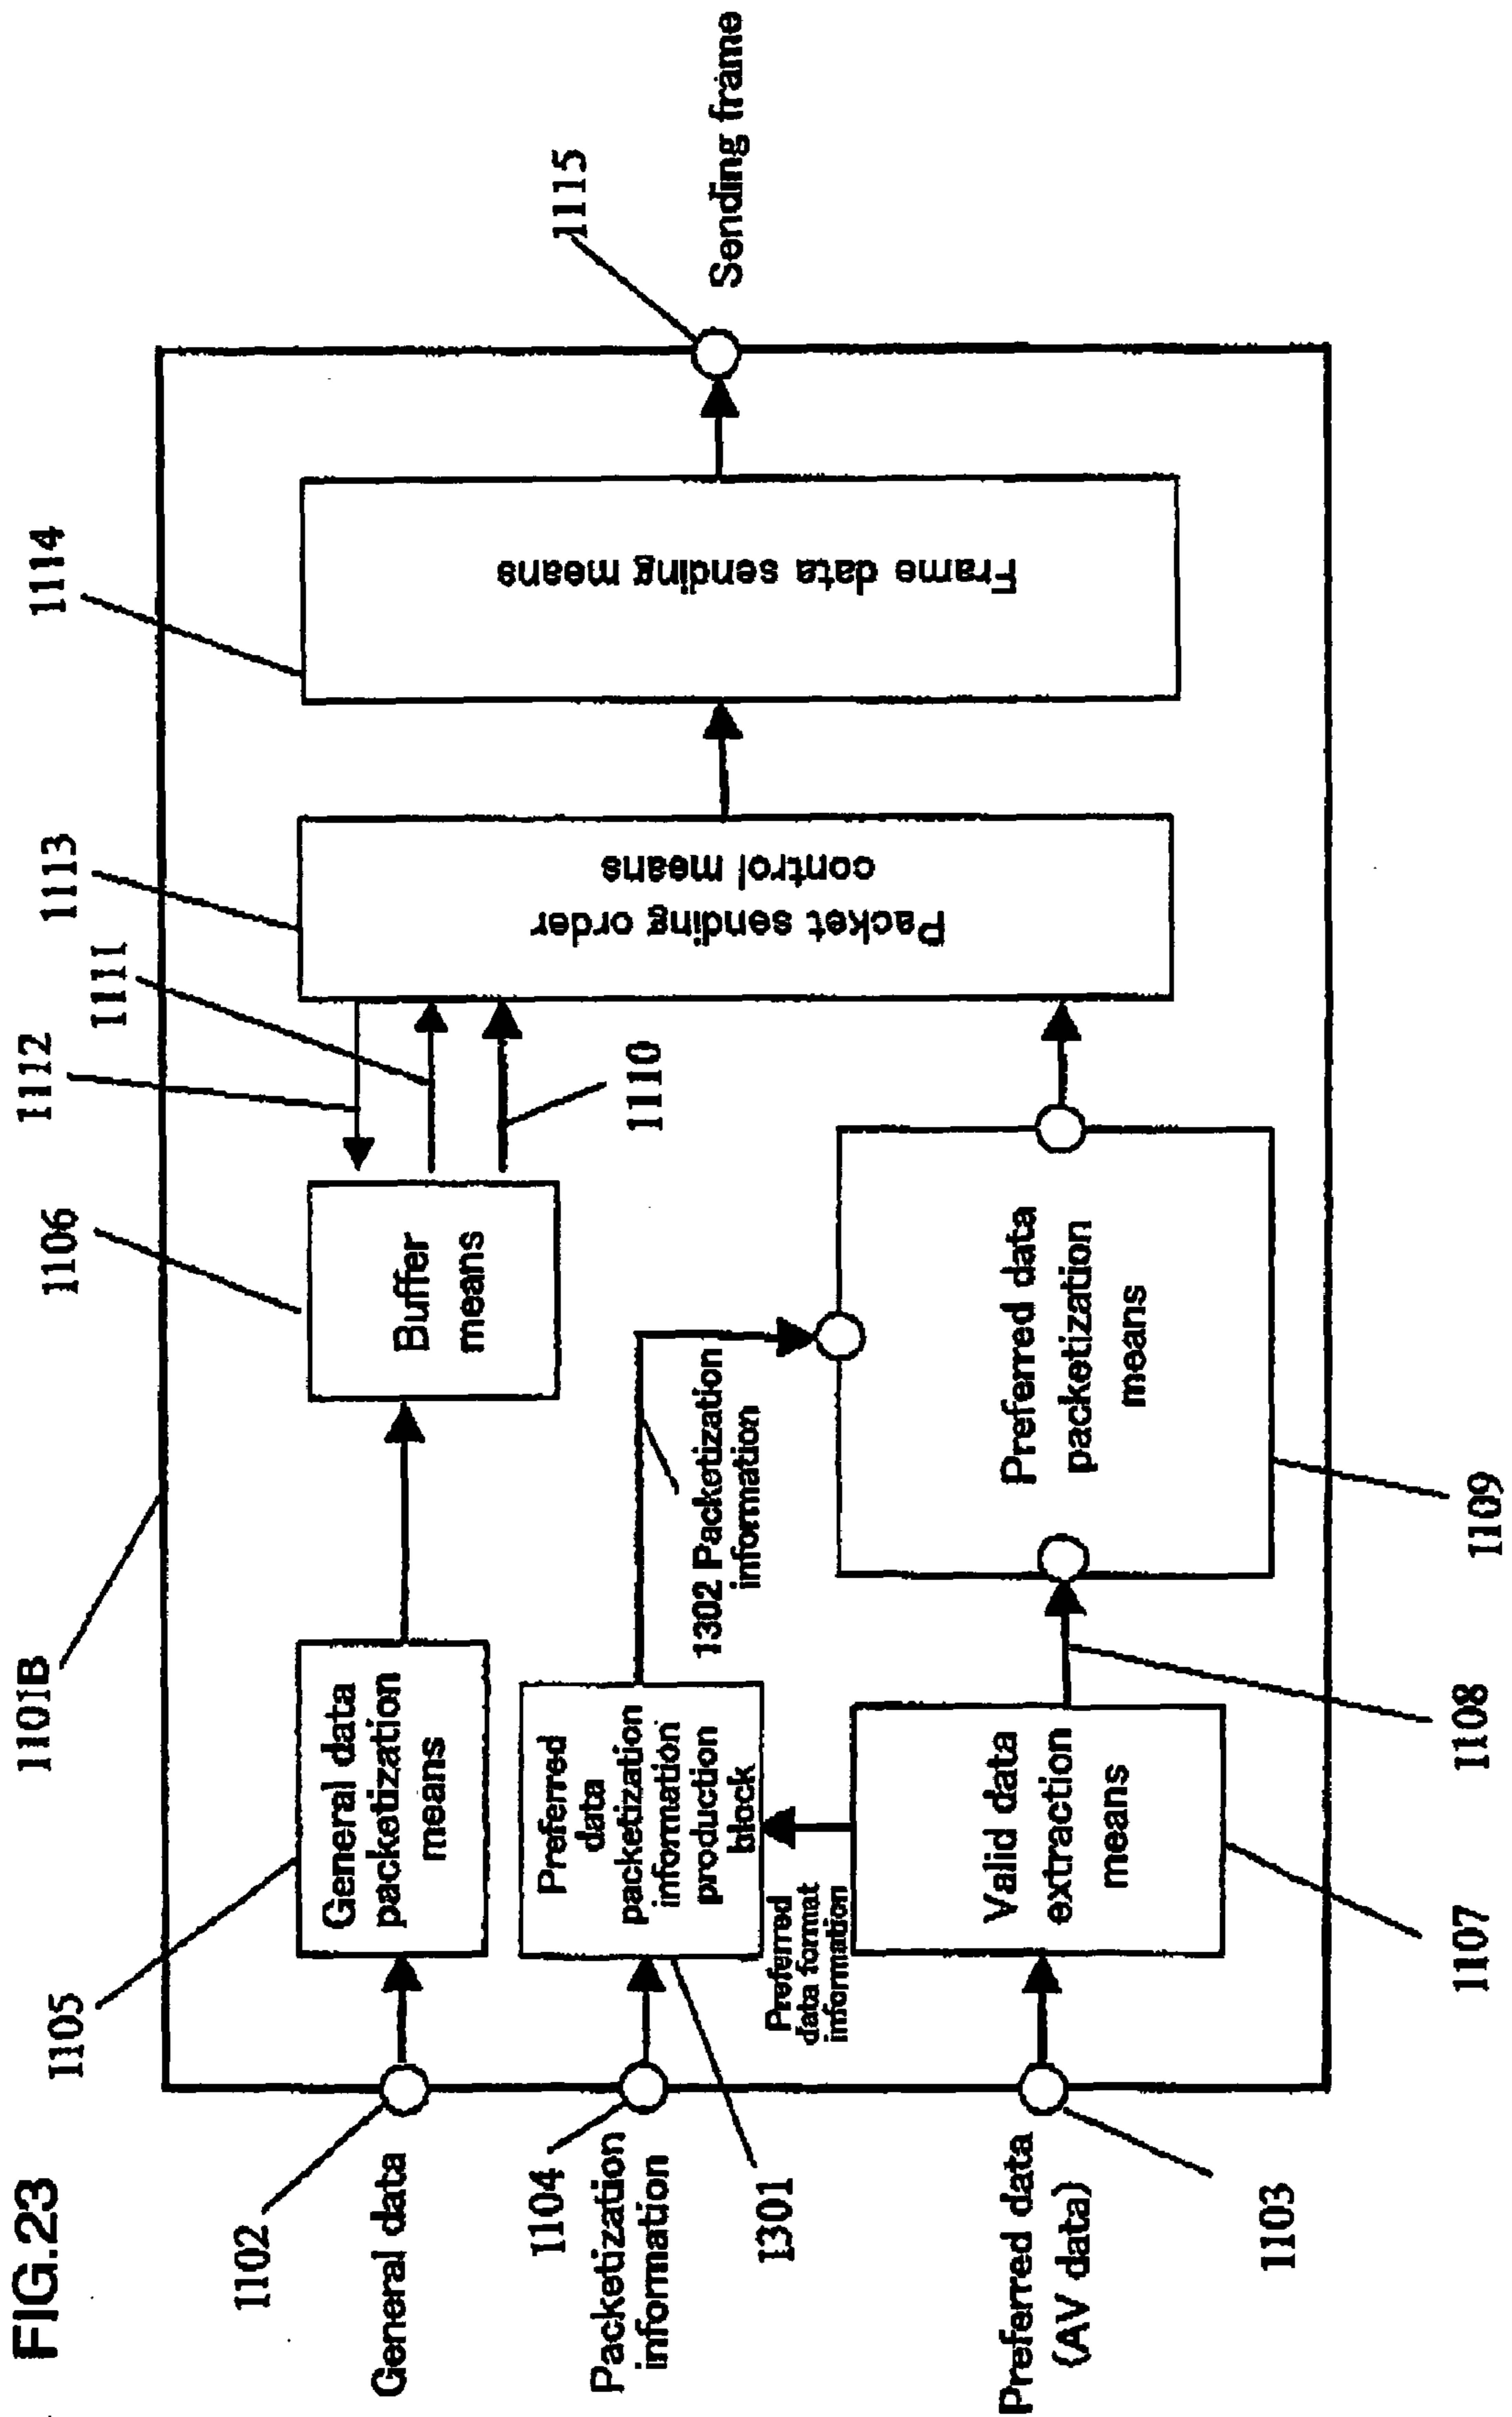 FIG.23
1101B
1105
1106
1112
1111
1113
1114
1115
1102
General data
General data
packetization
means
Buffer
means
1110
Packet sending order
control means
Frame data sending means
Sending frame
1104
Packetization
information
1301
Preferred
data
packetization
information
production
block
1302 Packetization
information
Preferred
data format
information
Preferred data
(AV data)
1103
Valid data
extraction
means
1107
1108
Preferred data
packetization
means
1109